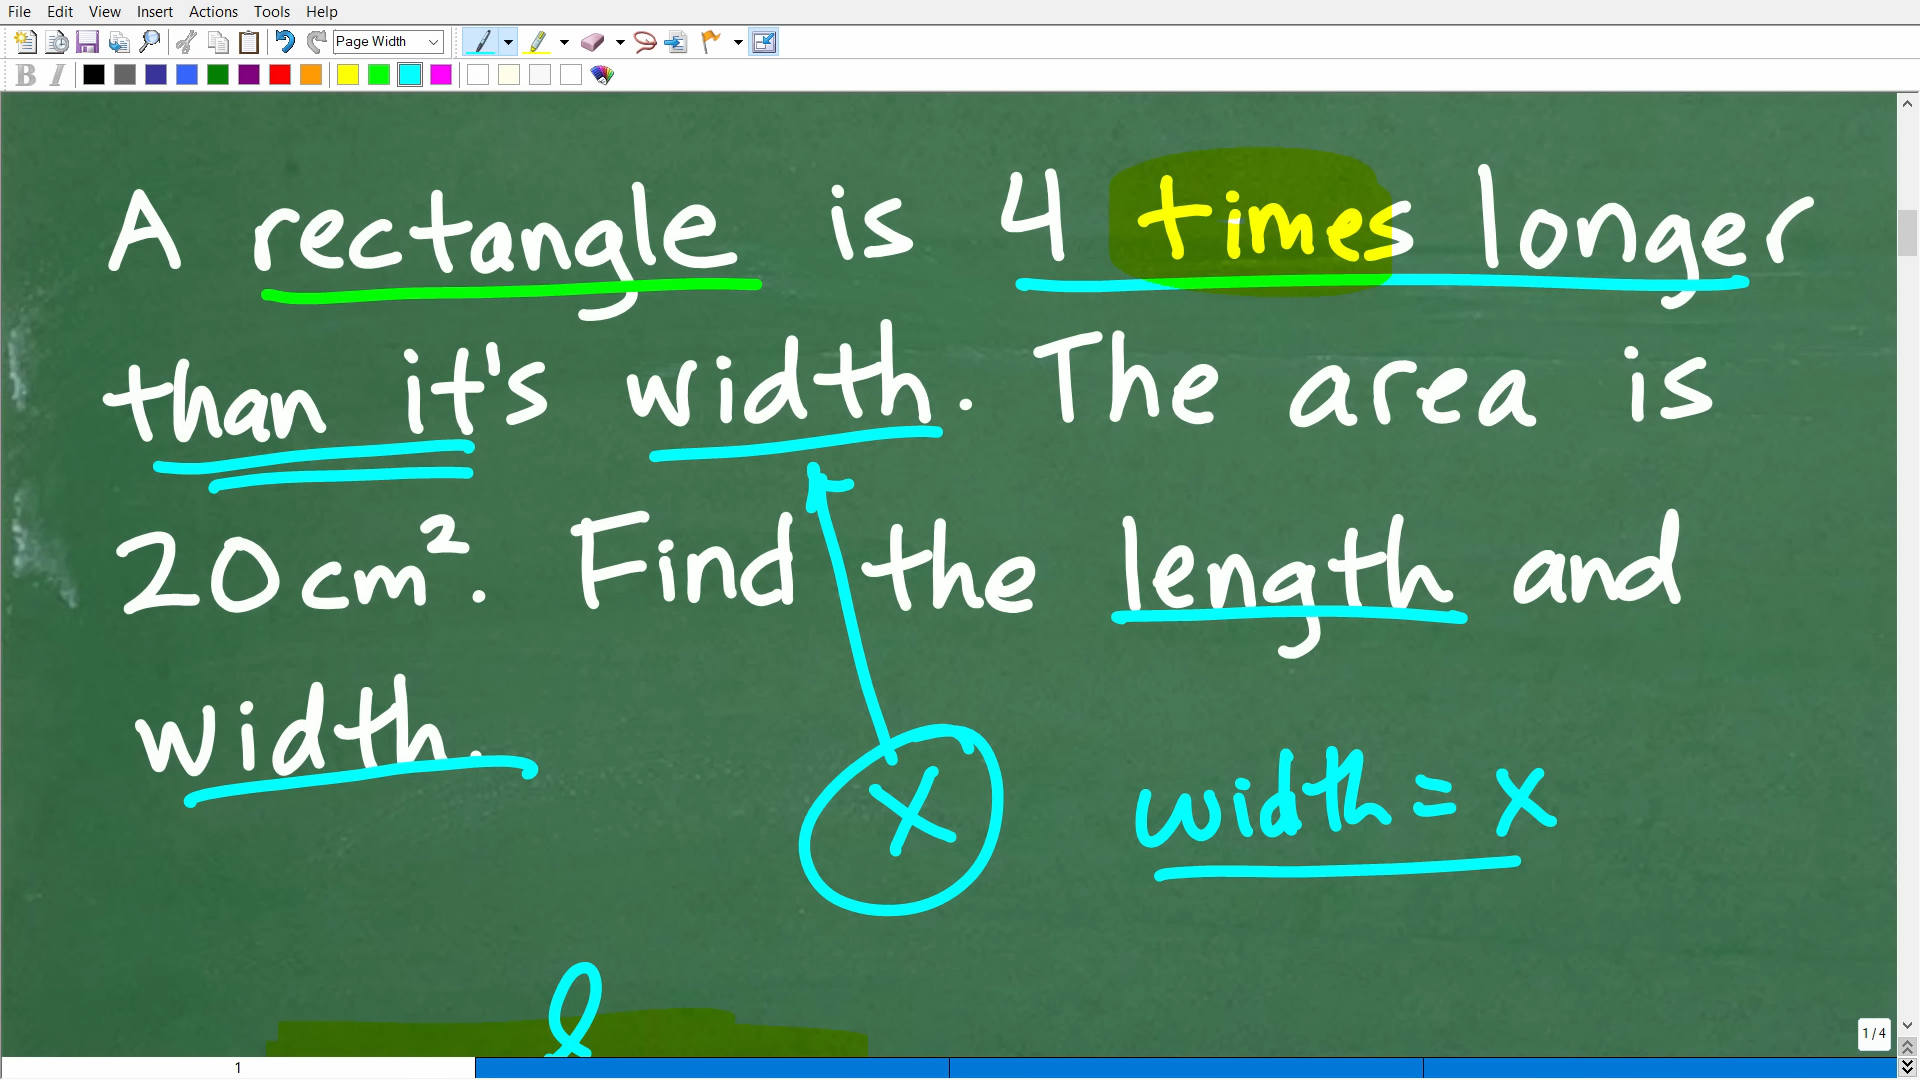 File Edit View Insert Actions Tools Help
Page Width
B I
A rectangle is 4 times longer
than it's width. The area is
20cm². Find the length and
width.
x
width = x
l
1 / 4
1